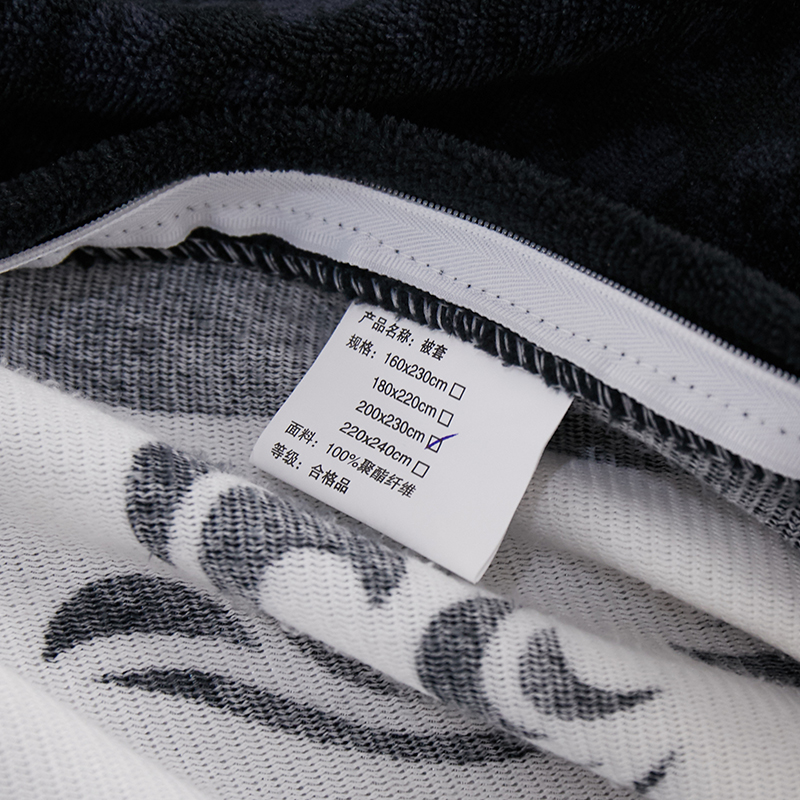 产品名称：被套
规格：160x230cm□
180x220cm□
200x230cm☑
220x240cm□
面料：100%聚酯纤维
等级：合格品